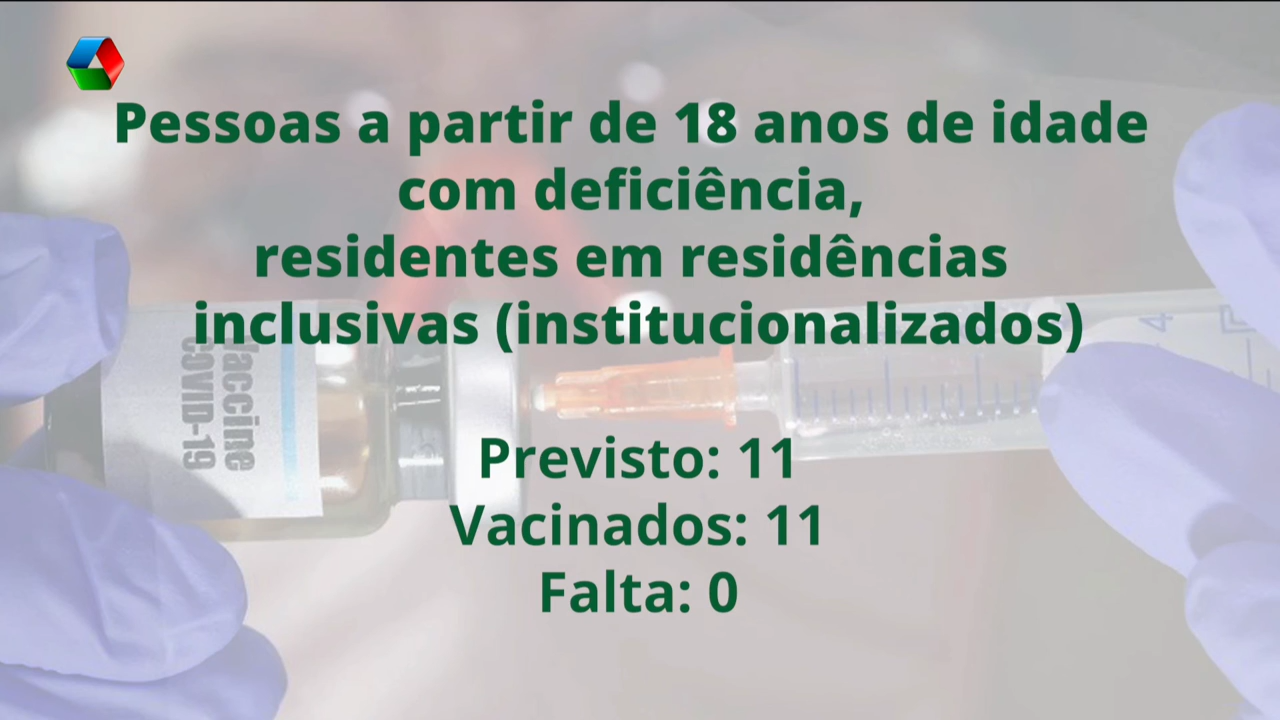 Pessoas a partir de 18 anos de idade
com deficiência,
residentes em residências
inclusivas (institucionalizados)
Previsto: 11
Vacinados: 11
Falta: 0
Vaccine
COVID-19
4